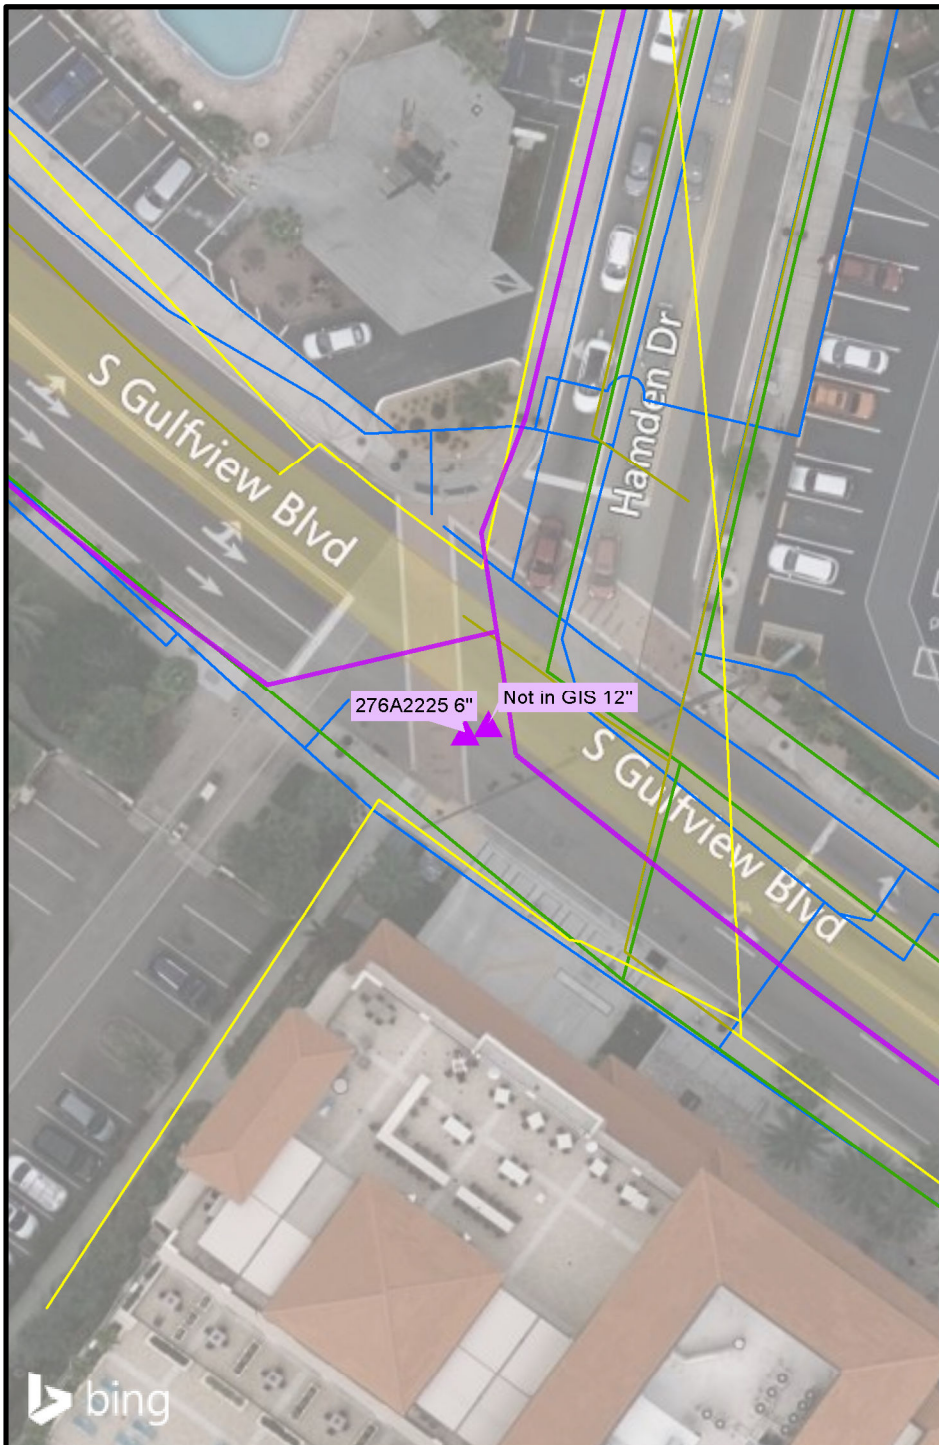 S Gulfview Blvd
Hamden Dr
276A2225 6"
Not in GIS 12"
S Gulfview Blvd
bing